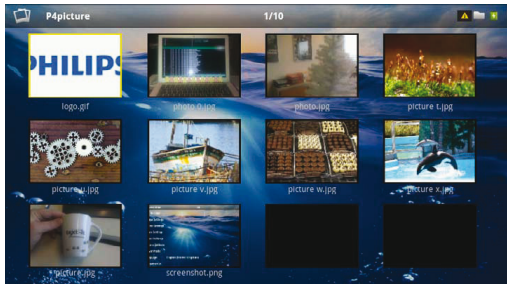 P4picture 1/10
PHILIPS
logo.gif photo 0.jpg photo.jpg picture t.jpg
picture u.jpg picture v.jpg picture w.jpg picture x.jpg
picture.jpg screenshot.png